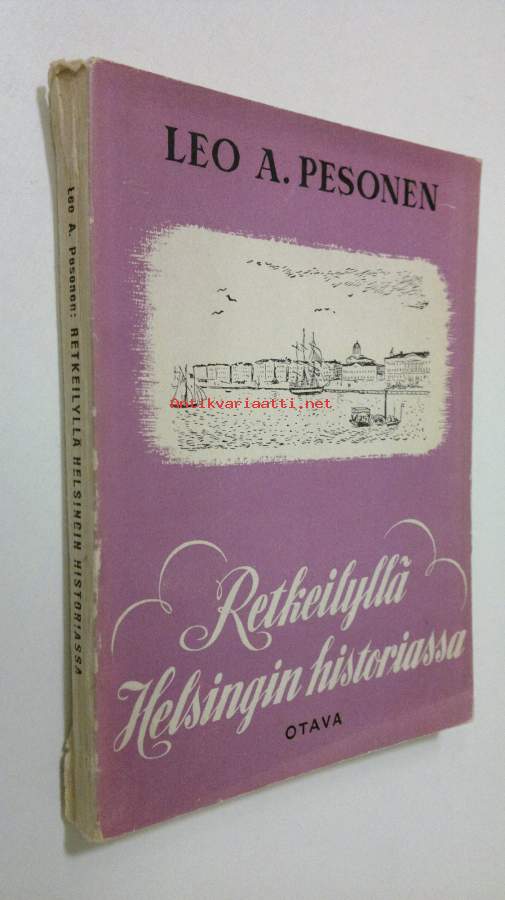 LEO A. PESONEN
Antikvariaatti.net
Retkeilyllä
Helsingin historiassa
OTAVA
Leo A. Pesonen: RETKEILYLLÄ HELSINGIN HISTORIASSA